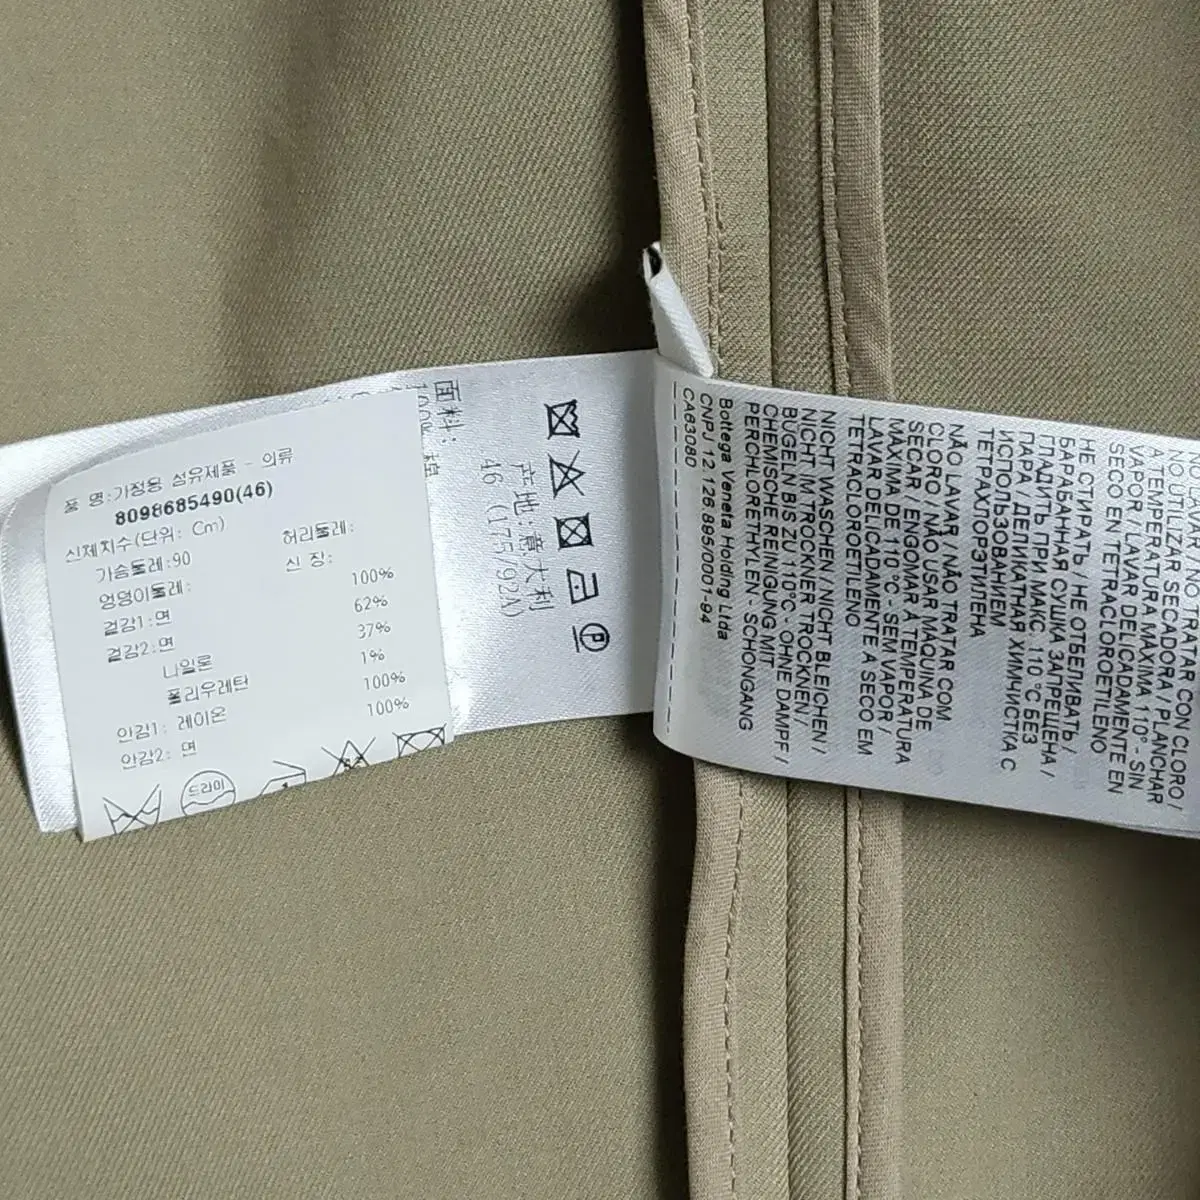 품 명:가정용 섬유제품 - 의류
8098685490(46)
신체치수(단위: Cm)
가슴둘레:90
허리둘레:
엉덩이둘레:
신 장:
겉감1:면 100%
겉감2:면 62%
나일론 37%
폴리우레탄 1%
안감1: 레이온 100%
안감2: 면 100%
드라이
面料:
100% 棉
产地:意大利
46 (175/92A)
P
NO UTILIZAR SECADORA / PLANCHAR
A TEMPERATURA MÁXIMA 110° - SIN
VAPOR / LAVAR DELICADAMENTE EN
SECO EN TETRACLOROETILENO
НЕ СТИРАТЬ / НЕ ОТБЕЛИВАТЬ /
БАРАБАННАЯ СУШКА ЗАПРЕЩЕНА /
ГЛАДИТЬ ПРИ МАКС. 110 °C БЕЗ
ПАРА / ДЕЛИКАТНАЯ ХИМЧИСТКА С
ИСПОЛЬЗОВАНИЕМ
ТЕТРАХЛОРЭТИЛЕНА
NÃO LAVAR / NÃO TRATAR COM
CLORO / NÃO USAR MÁQUINA DE
SECAR / ENGOMAR À TEMPERATURA
MÁXIMA DE 110 °C - SEM VAPOR /
LAVAR DELICADAMENTE A SECO EM
TETRACLOROETILENO
NICHT WASCHEN / NICHT BLEICHEN /
NICHT IM TROCKNER TROCKNEN /
BÜGELN BIS ZU 110°C - OHNE DAMPF /
CHEMISCHE REINIGUNG MIT
PERCHLORETHYLEN - SCHONGANG
Bottega Veneta Holding Ltda
CNPJ 12.126.895/0001-94
CA63080